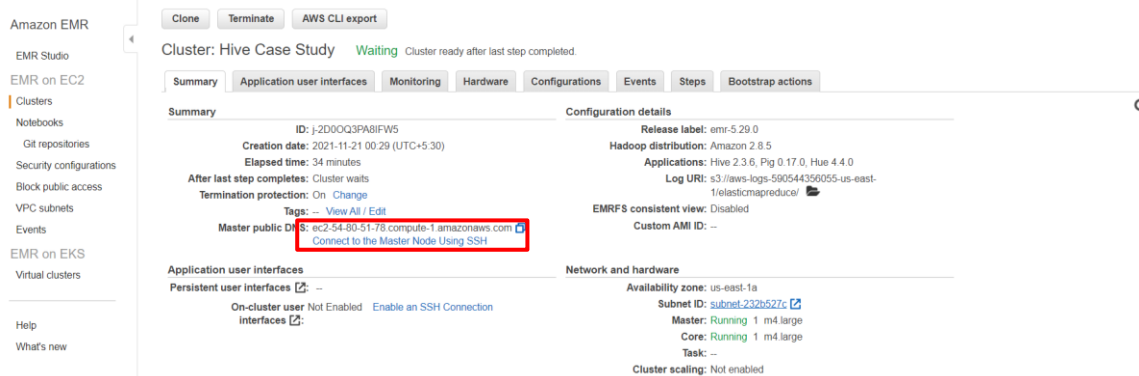 Amazon EMR
EMR Studio
EMR on EC2
Clusters
Notebooks
Git repositories
Security configurations
Block public access
VPC subnets
Events
EMR on EKS
Virtual clusters
Help
What's new
Clone Terminate AWS CLI export
Cluster: Hive Case Study Waiting Cluster ready after last step completed.
Summary Application user interfaces Monitoring Hardware Configurations Events Steps Bootstrap actions
Summary
ID: j-2D0OQ3PA8IFW5
Creation date: 2021-11-21 00:29 (UTC+5:30)
Elapsed time: 34 minutes
After last step completes: Cluster waits
Termination protection: On Change
Tags: -- View All / Edit
Master public DNS: ec2-54-80-51-78.compute-1.amazonaws.com
Connect to the Master Node Using SSH
Configuration details
Release label: emr-5.29.0
Hadoop distribution: Amazon 2.8.5
Applications: Hive 2.3.6, Pig 0.17.0, Hue 4.4.0
Log URI: s3://aws-logs-590544356055-us-east-
1/elasticmapreduce/
EMRFS consistent view: Disabled
Custom AMI ID: --
Application user interfaces
Persistent user interfaces : --
On-cluster user Not Enabled Enable an SSH Connection
interfaces :
Network and hardware
Availability zone: us-east-1a
Subnet ID: subnet-232b527c
Master: Running 1 m4.large
Core: Running 1 m4.large
Task: --
Cluster scaling: Not enabled